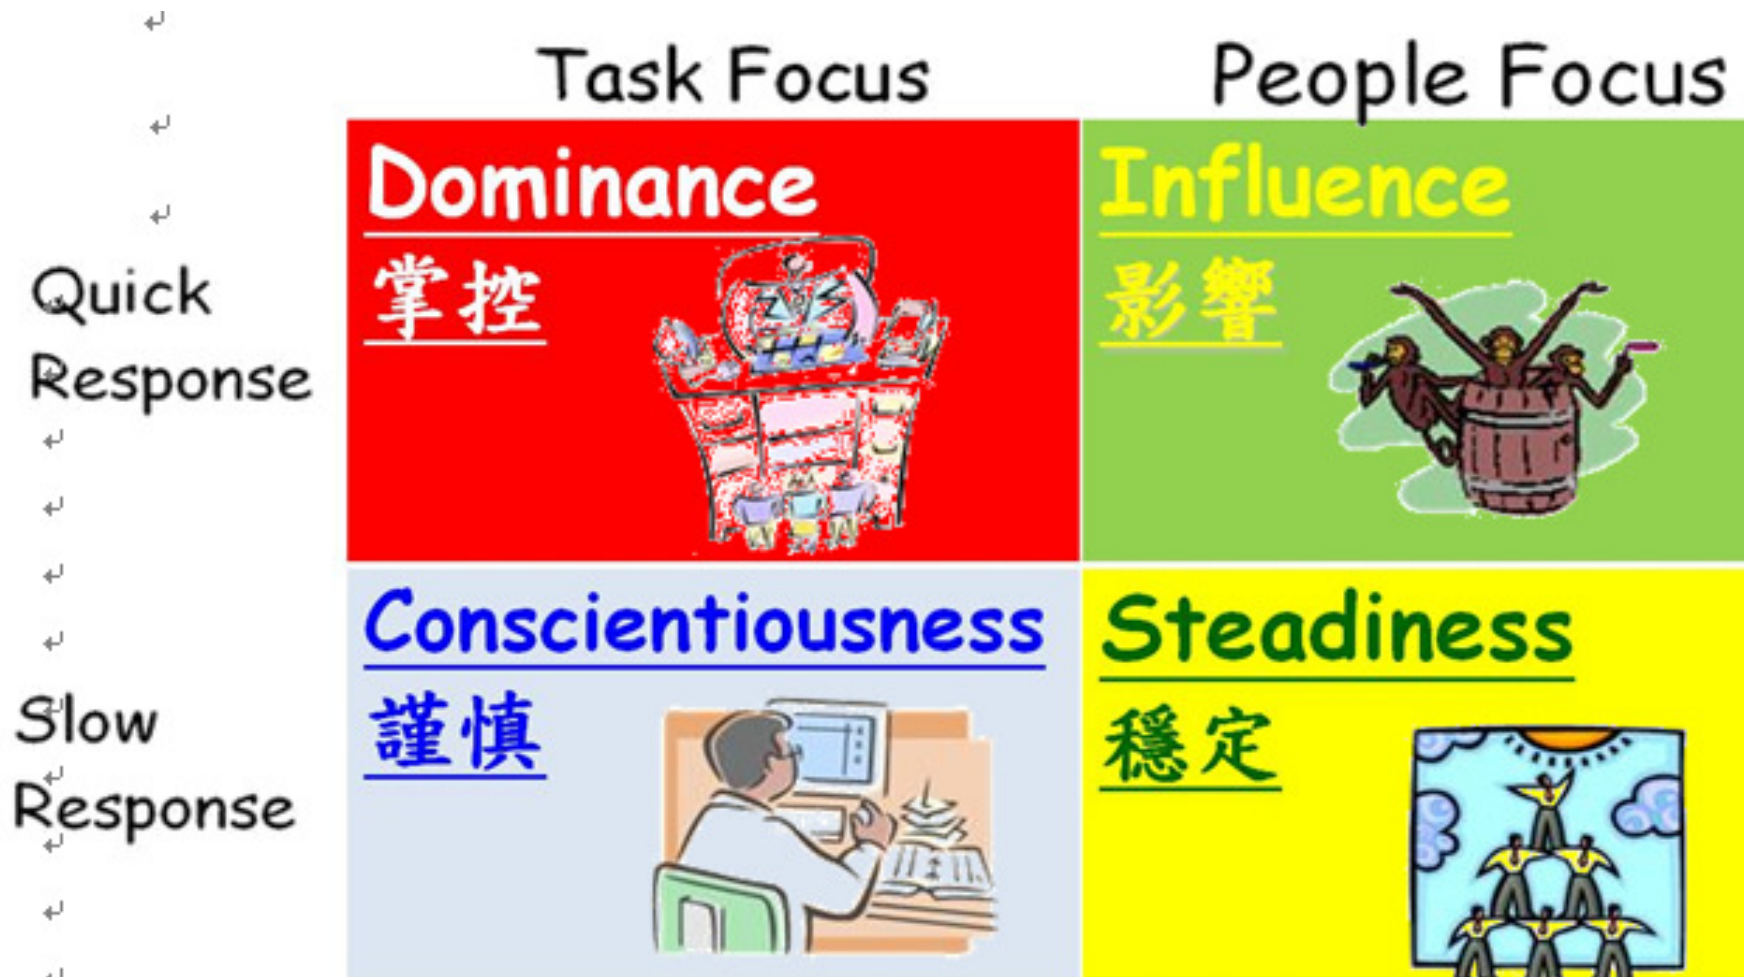 Task Focus
People Focus
Quick
Response
Dominance
掌控
Influence
影響
Slow
Response
Conscientiousness
謹慎
Steadiness
穩定